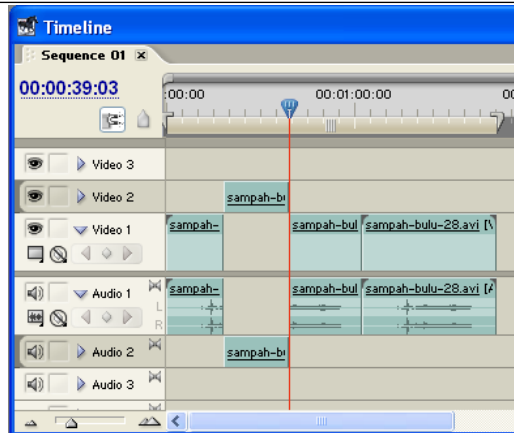 Timeline
Sequence 01
00:00:39:03
:00:00 00:01:00:00 00
Video 3
Video 2 sampah-b
Video 1 sampah- sampah-bul sampah-bulu-28.avi [V
Audio 1 sampah- sampah-bul sampah-bulu-28.avi [A
L
R
Audio 2 sampah-b
Audio 3